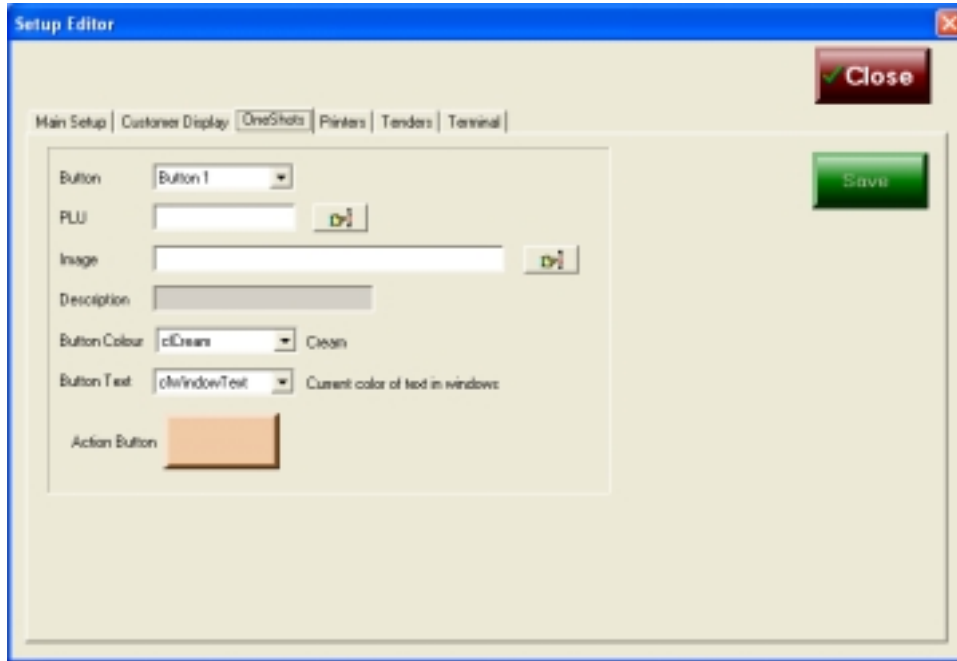 Setup Editor
Close
Main Setup Customer Display OneShots Printers Tenders Terminal
Button Button 1
Save
PLU
Image
Description
Button Colour clCream Cream
Button Text clWindowText Current color of text in windows
Action Button